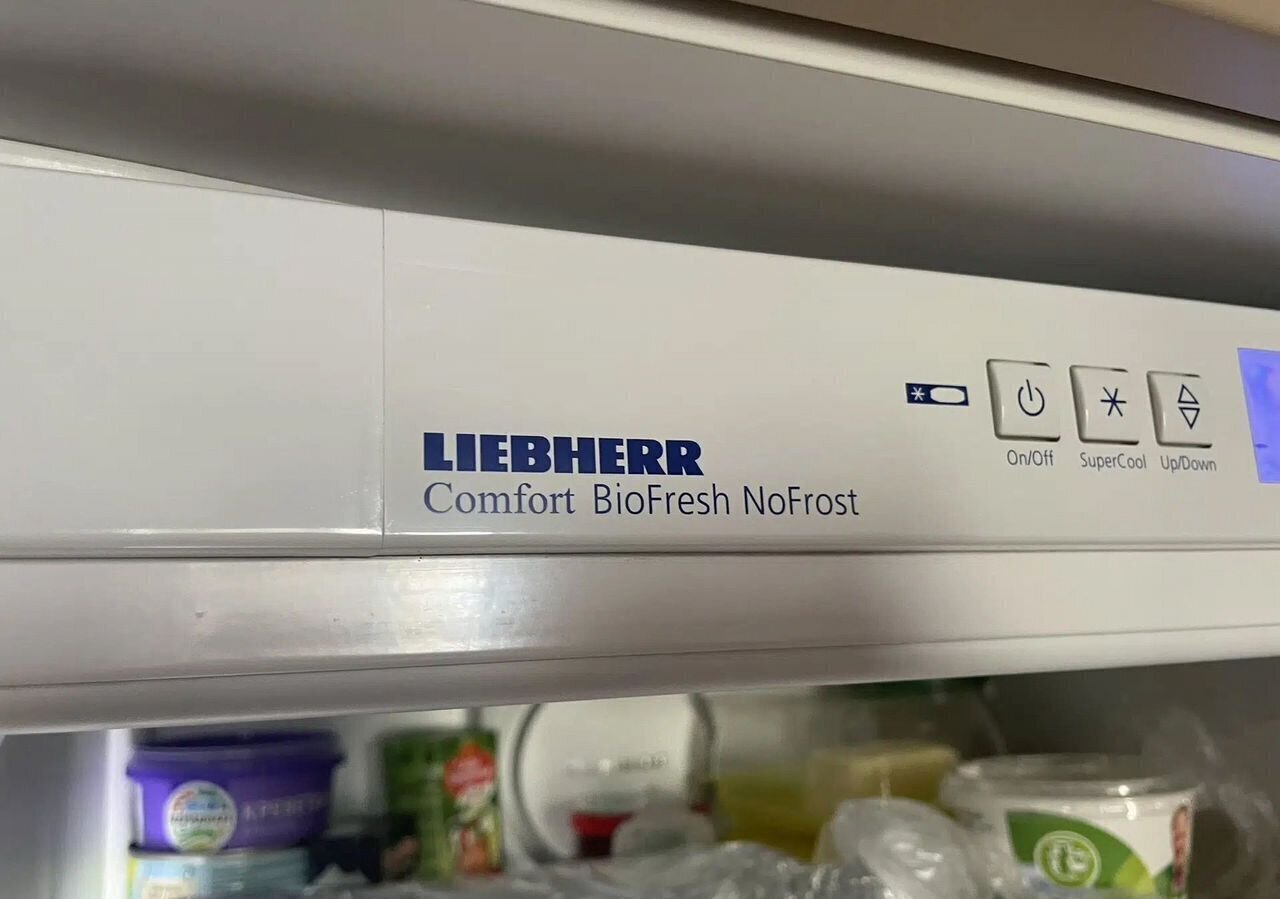 LIEBHERR
Comfort BioFresh NoFrost
On/Off
SuperCool
Up/Down